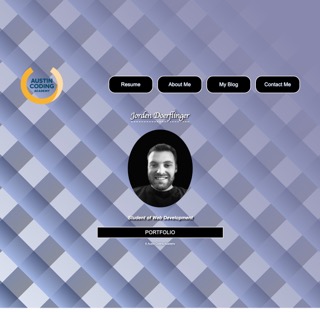 AUSTIN
CODING
ACADEMY
Resume
About Me
My Blog
Contact Me
Jorden Doerflinger
Student of Web Development
PORTFOLIO